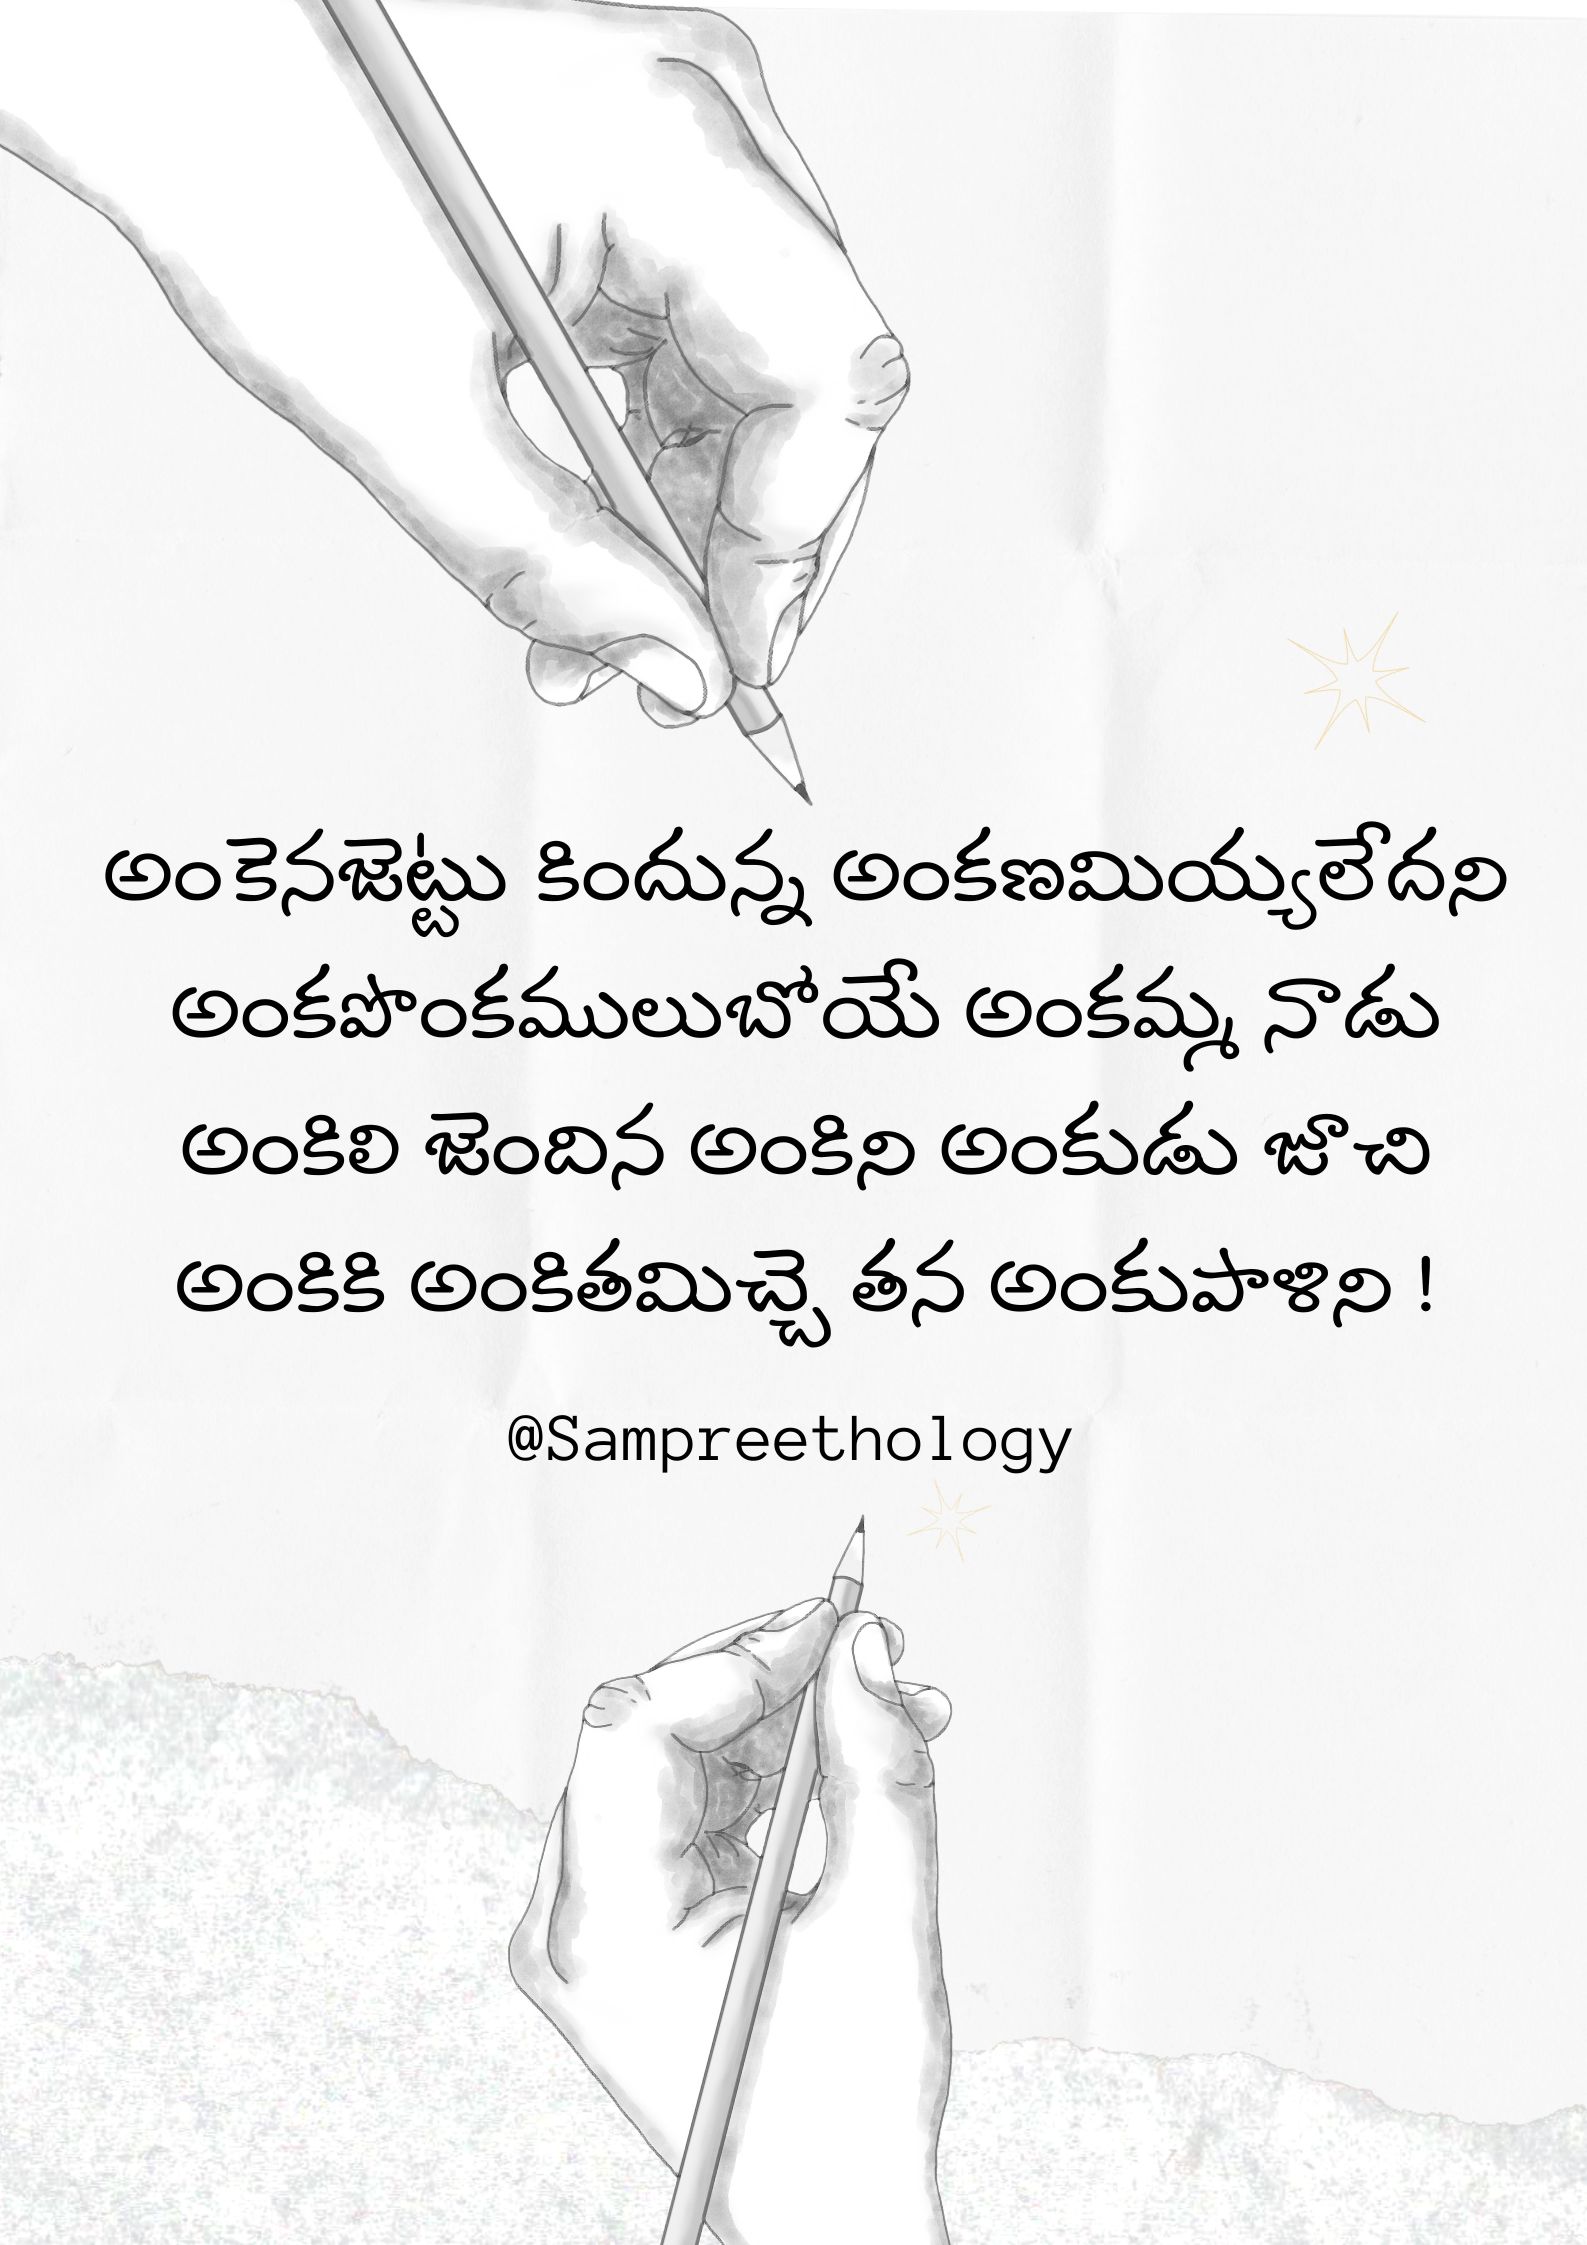 అంకెనజెట్టు కిందున్న అంకణమియ్యలేదని
అంకపొంకములుబోయే అంకమ్మ నాడు
అంకిలి జెందిన అంకిని అంకుడు జూచి
అంకికి అంకితమిచ్చె తన అంకుపాళిని !
@Sampreethology